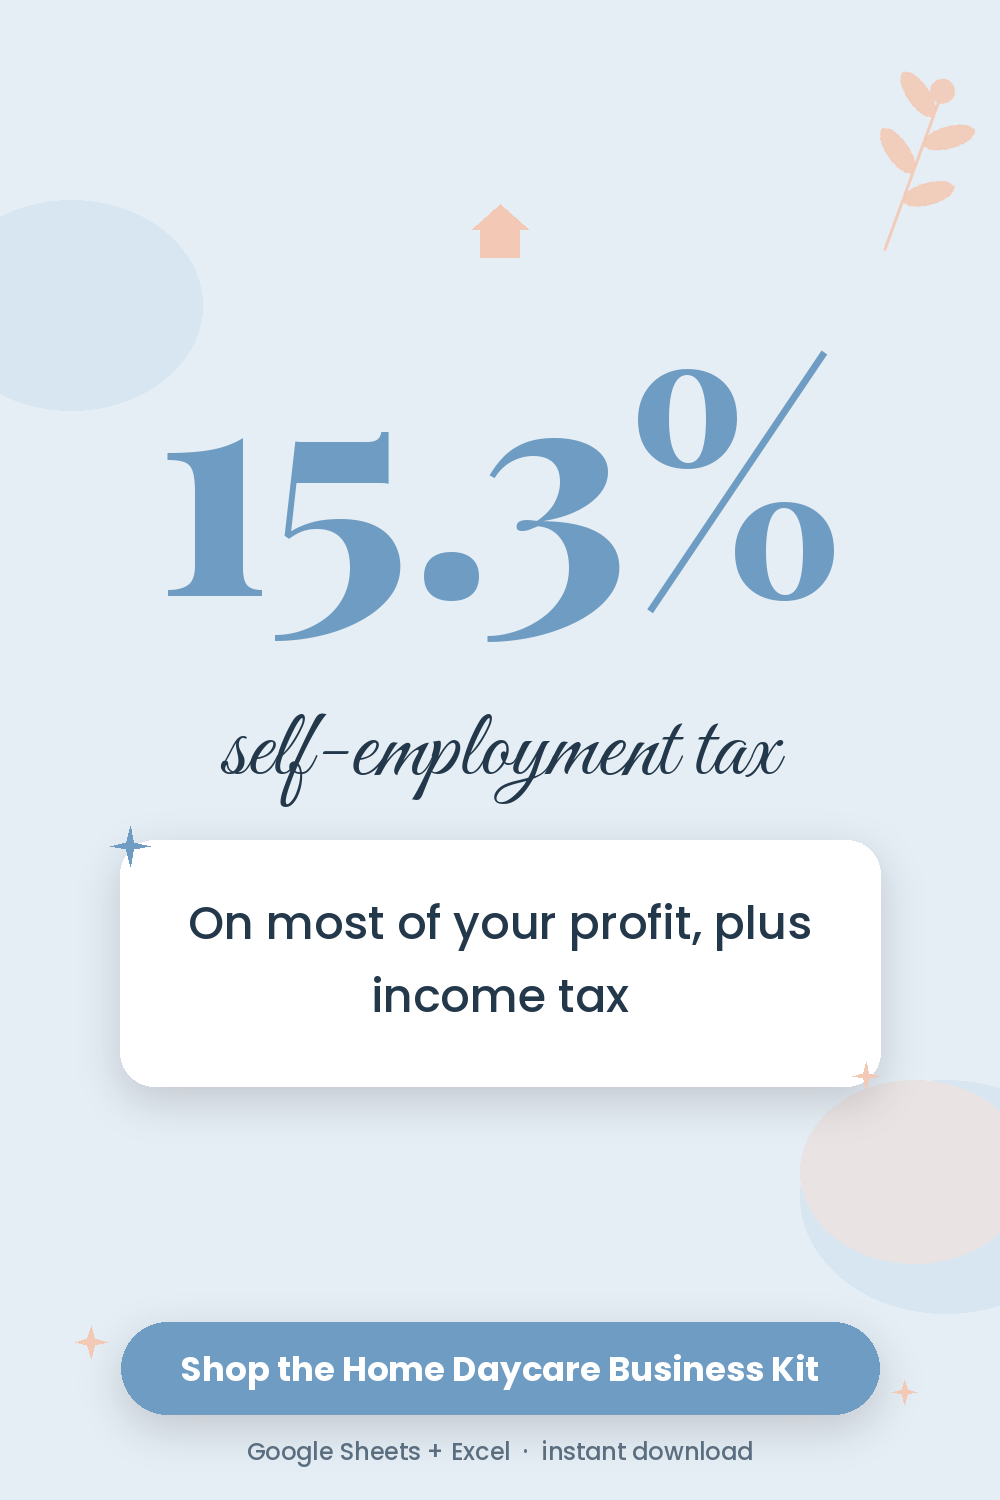 15.3%
self-employment tax
On most of your profit, plus
income tax
Shop the Home Daycare Business Kit
Google Sheets + Excel · instant download